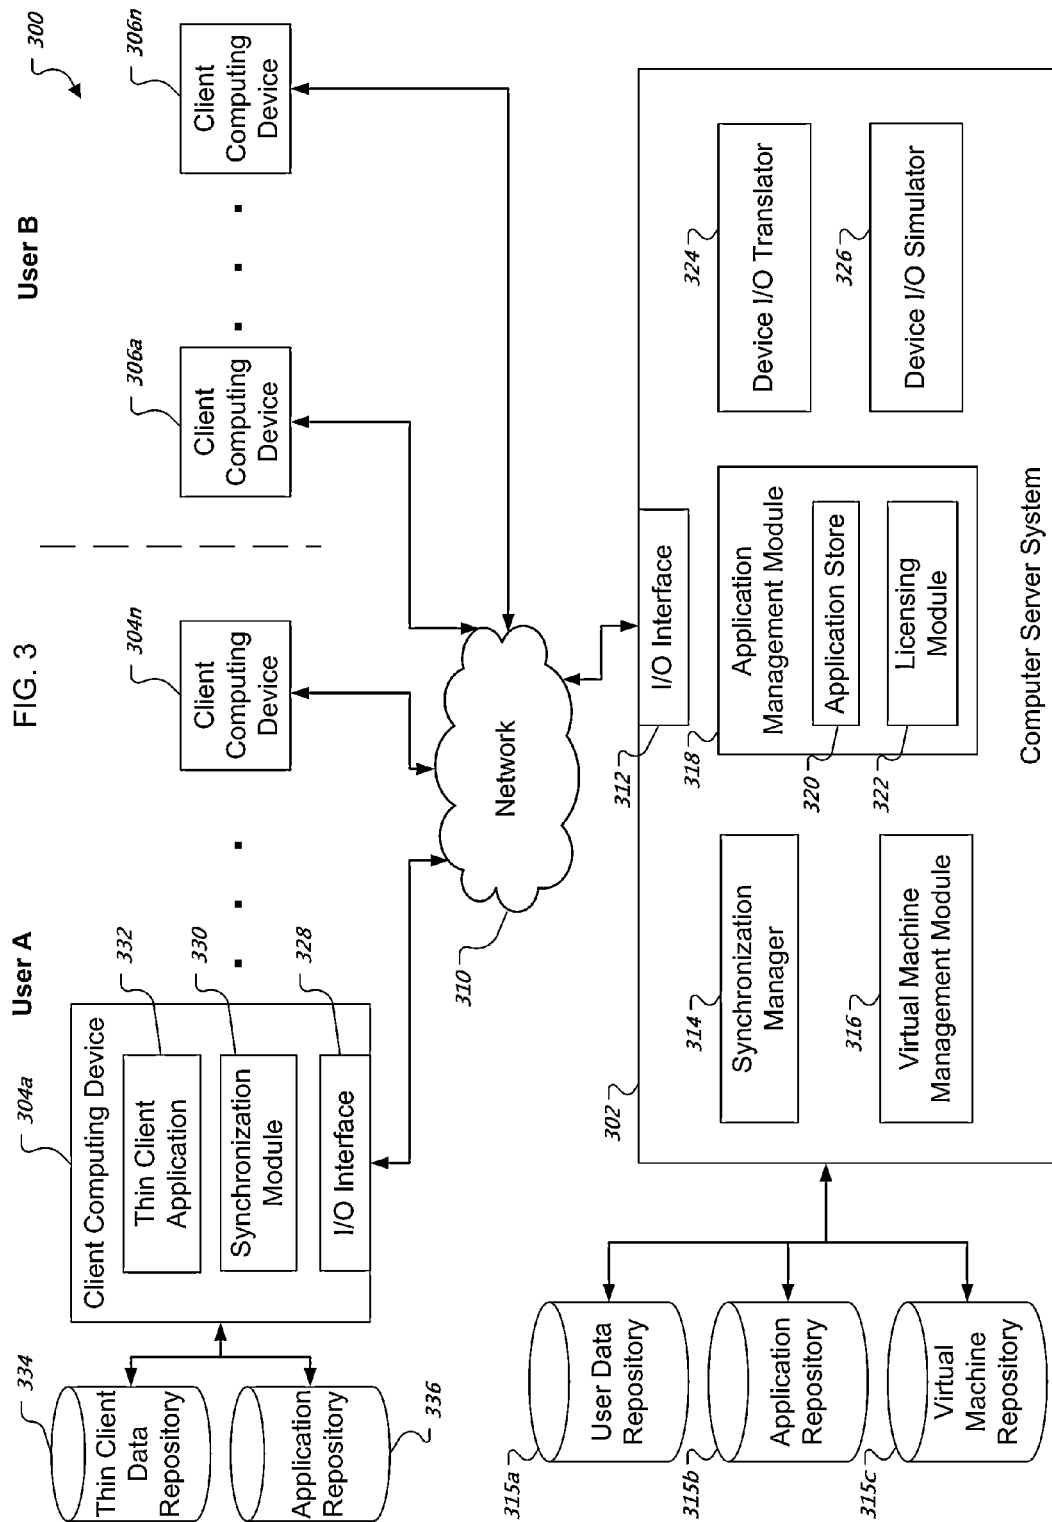 FIG. 3
300
User A
User B
304a
Client Computing Device
332
Thin Client
Application
330
Synchronization
Module
328
I/O Interface
334
Thin Client
Data
Repository
336
Application
Repository
304n
Client
Computing
Device
306a
Client
Computing
Device
306n
Client
Computing
Device
310
Network
302
312
I/O Interface
314
Synchronization
Manager
316
Virtual Machine
Management Module
318
Application
Management Module
320
Application Store
322
Licensing
Module
324
Device I/O Translator
326
Device I/O Simulator
Computer Server System
315a
User Data
Repository
315b
Application
Repository
315c
Virtual
Machine
Repository